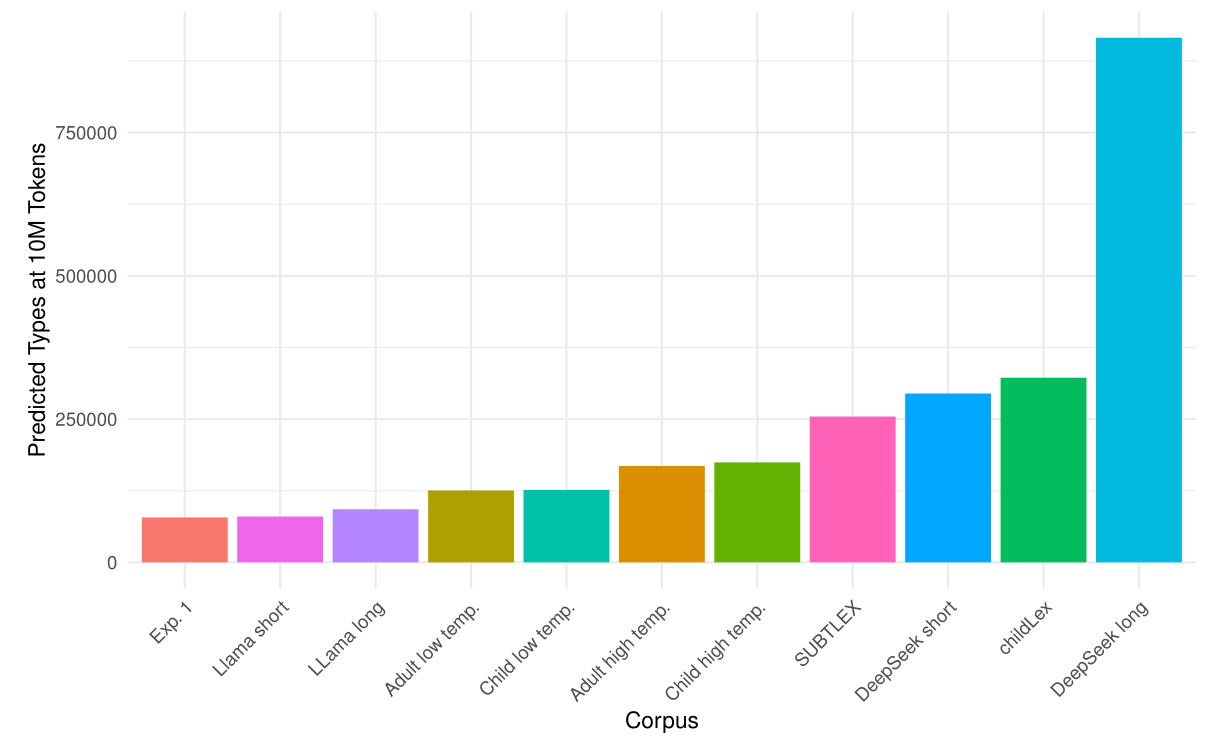 Predicted Types at 10M Tokens
750000
500000
250000
0
Exp. 1
Llama short
LLama long
Adult low temp.
Child low temp.
Adult high temp.
Child high temp.
SUBTLEX
DeepSeek short
childLex
DeepSeek long
Corpus